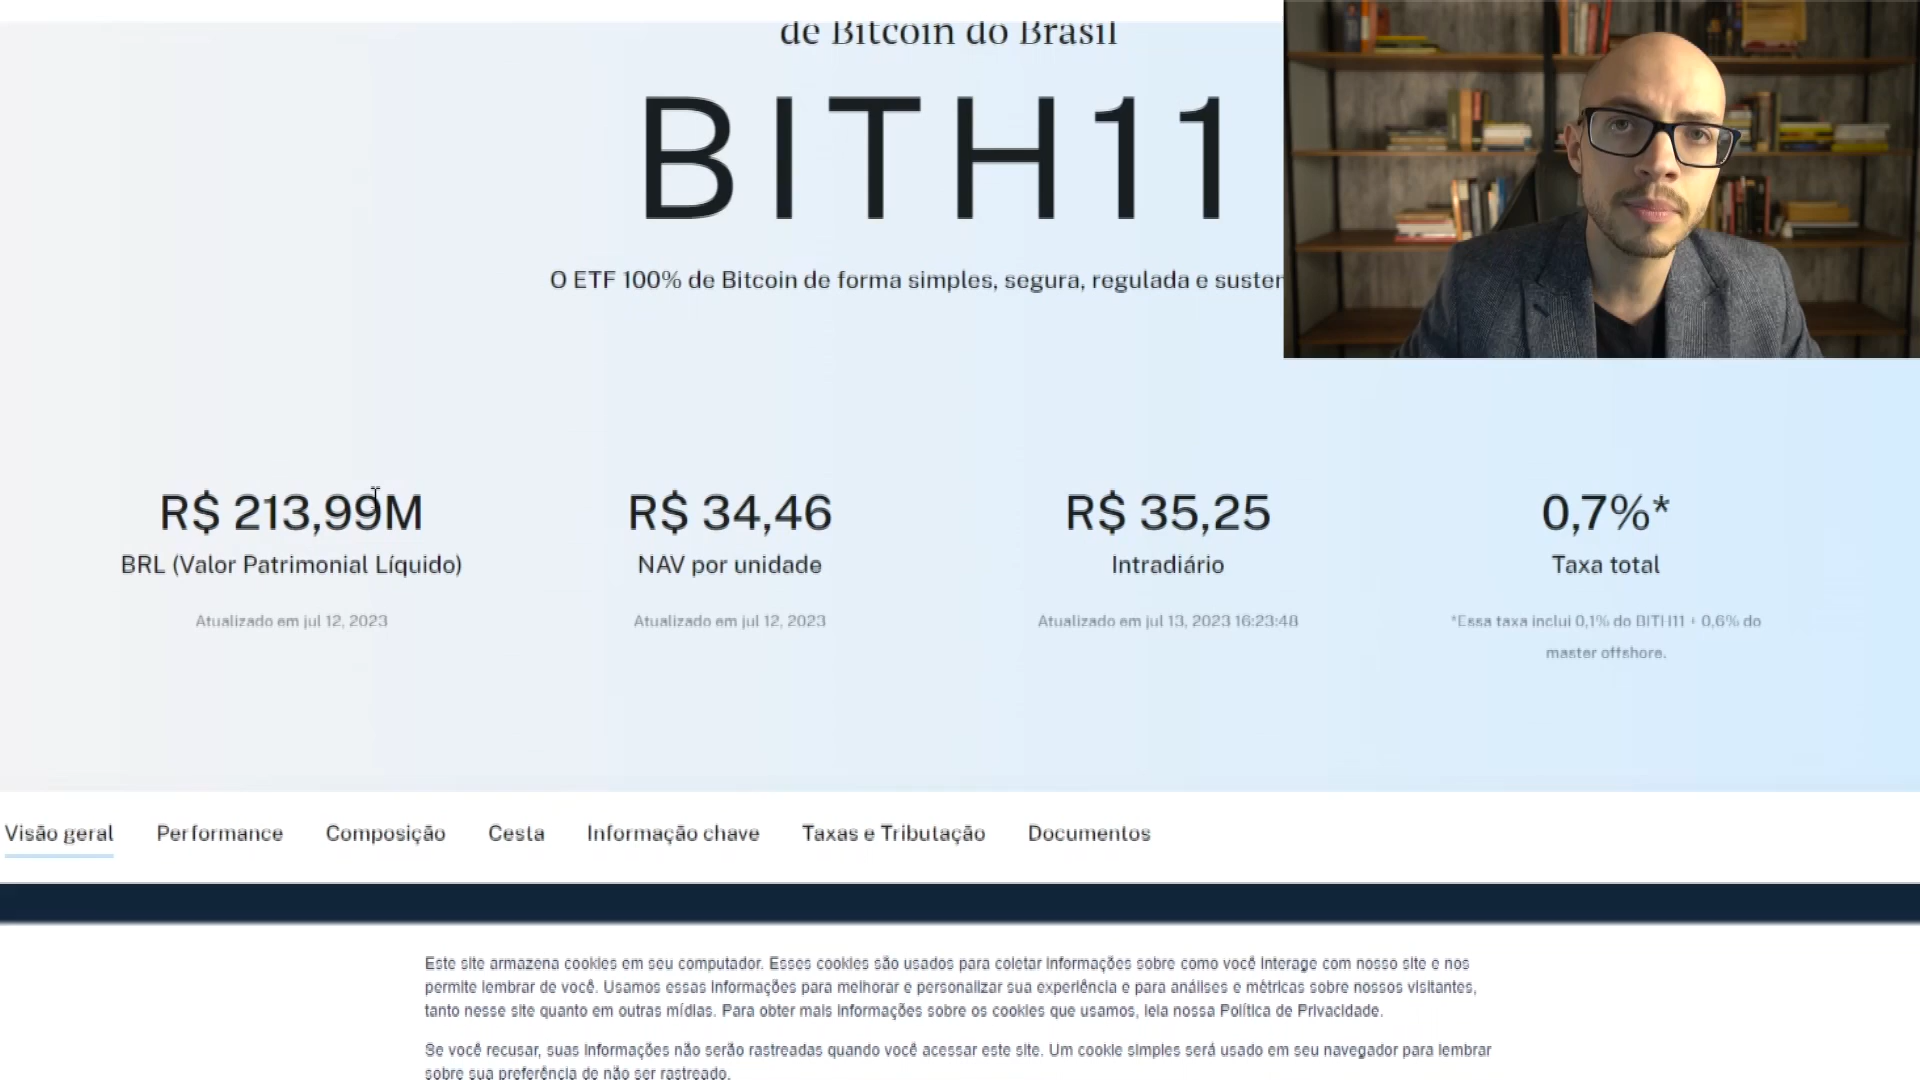 de Bitcoin do Brasil
BITH11
O ETF 100% de Bitcoin de forma simples, segura, regulada e
R$ 213,99M
BRL (Valor Patrimonial Líquido)
Atualizado em jul 12, 2023
R$ 34,46
NAV por unidade
Atualizado em jul 12, 2023
R$ 35,25
Intradiário
Atualizado em jul 13, 2023 16:23:48
0,7%*
Taxa total
*Essa taxa inclui 0,1% do BITH11 + 0,6% do
master offshore.
Visão geral Performance Composição Cesta Informação chave Taxas e Tributação Documentos
Este site armazena cookies em seu computador. Esses cookies são usados para coletar informações sobre como você interage com nosso site e nos
permite lembrar de você. Usamos essas informações para melhorar e personalizar sua experiência e para análises e métricas sobre nossos visitantes,
tanto nesse site quanto em outras mídias. Para obter mais informações sobre os cookies que usamos, leia nossa Política de Privacidade.
Se você recusar, suas informações não serão rastreadas quando você acessar este site. Um cookie simples será usado em seu navegador para lembrar
sobre sua preferência de não ser rastreado.